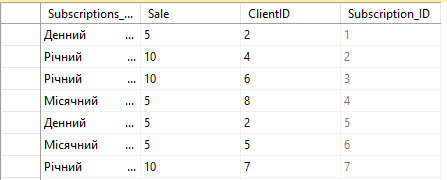 Subscriptions_... Sale ClientID Subscription_ID
Денний ... 5 2 1
Річний ... 10 4 2
Річний ... 10 6 3
Місячний ... 5 8 4
Денний ... 5 2 5
Місячний ... 5 5 6
Річний ... 10 7 7